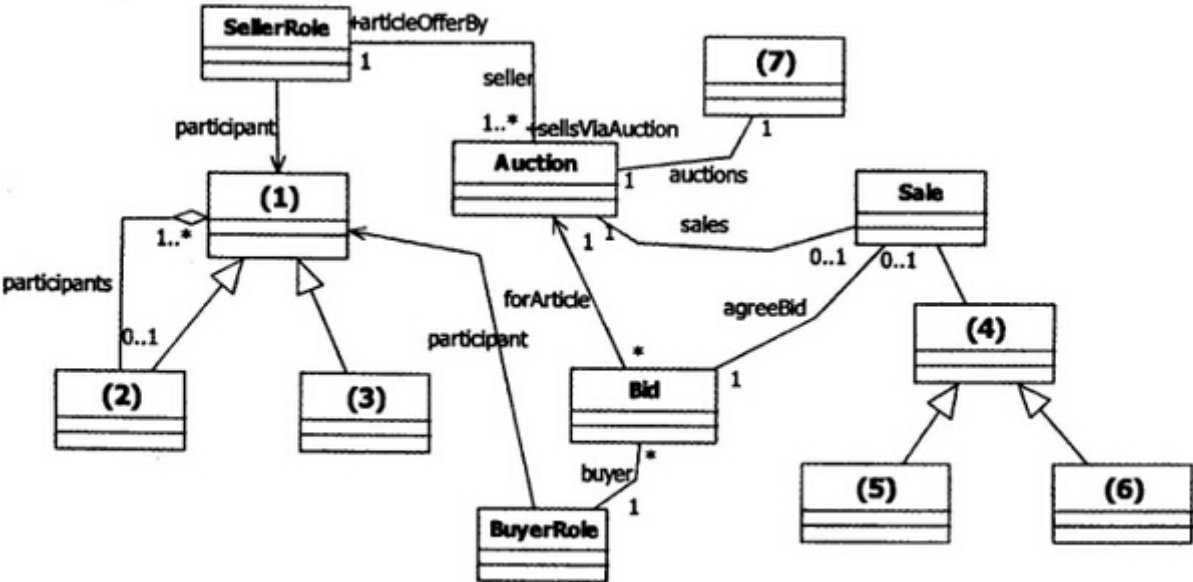 SellerRole
+articleOfferBy
1
seller
(7)
1
participant
1..*
+sellsViaAuction
Auction
1
auctions
(1)
1..*
Sale
1
sales
1
0..1
0..1
participants
forArticle
agreeBid
(4)
0..1
participant
*
1
(2)
(3)
Bid
*
buyer
1
(5)
(6)
BuyerRole